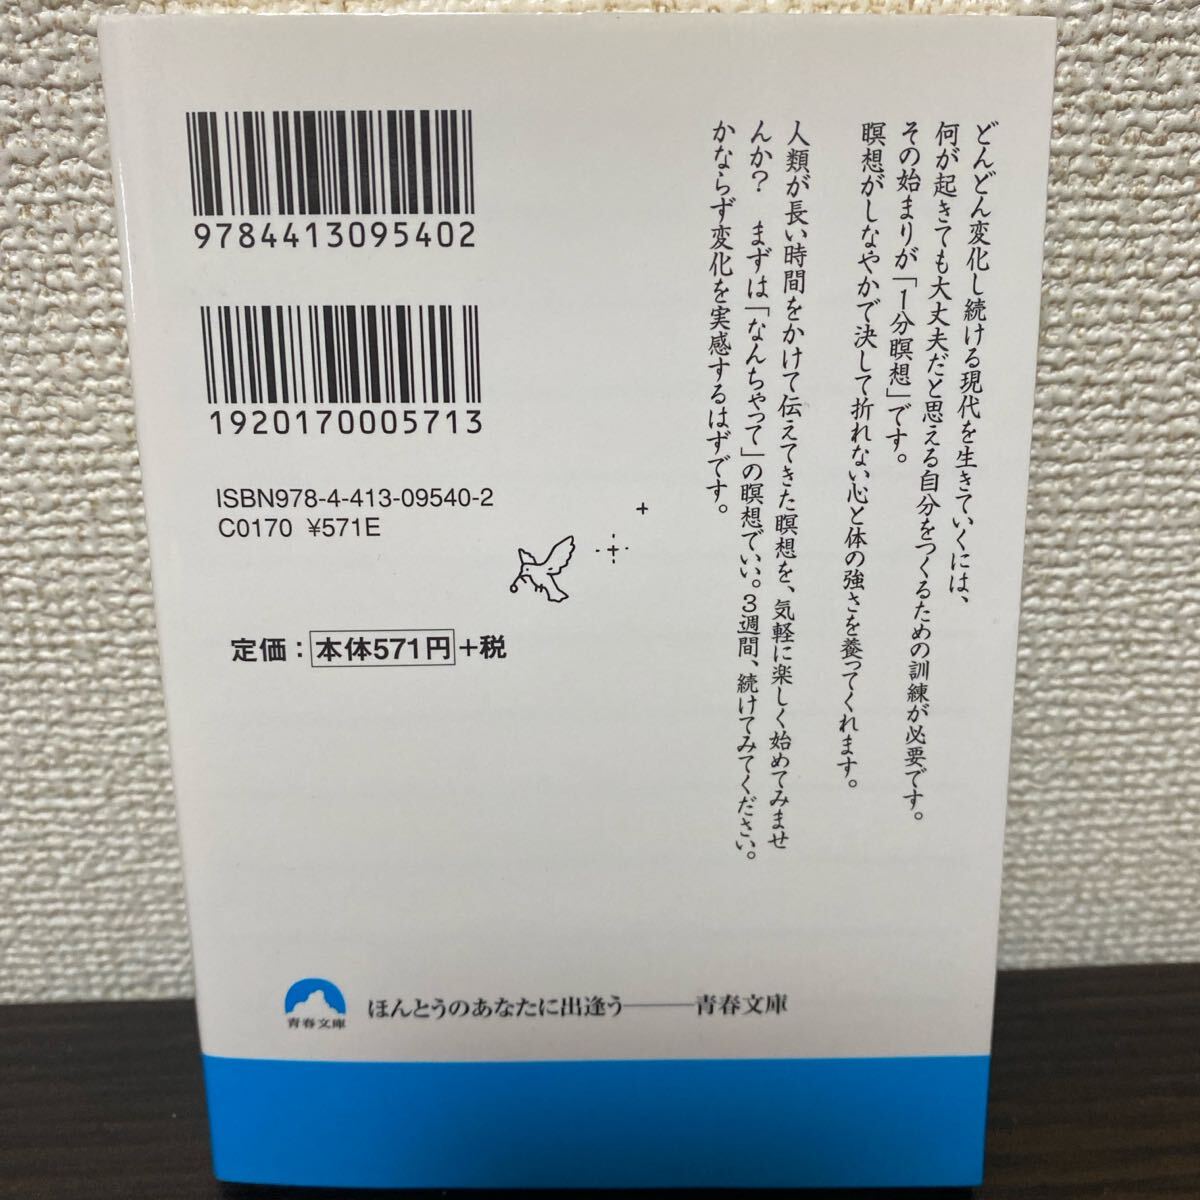 どんどん変化し続ける現代を生きていくには、
何が起きても大丈夫だと思える自分をつくるための訓練が必要です。
その始まりが「1分瞑想」です。
瞑想がしなやかで決して折れない心と体の強さを養ってくれます。
人類が長い時間をかけて伝えてきた瞑想を、気軽に楽しく始めてみませ
んか？　まずは「なんちゃって」の瞑想でいい。3週間、続けてみてください。
かならず変化を実感するはずです。
9784413095402
1920170005713
ISBN978-4-413-09540-2
C0170 ¥571E
定価：本体571円+税
青春文庫
ほんとうのあなたに出逢う――青春文庫